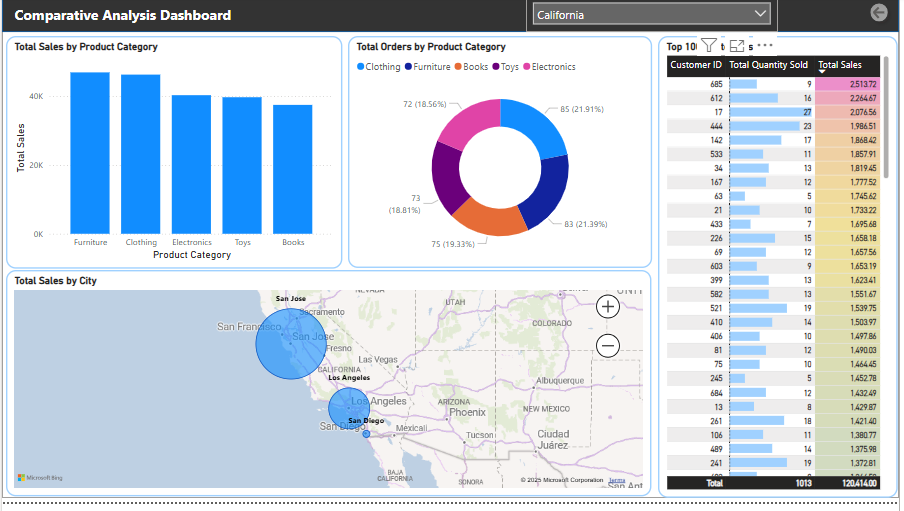 Comparative Analysis Dashboard
California
Total Sales by Product Category
Total Sales
40K
20K
0K
Furniture Clothing Electronics Toys Books
Product Category
Total Orders by Product Category
Clothing Furniture Books Toys Electronics
72 (18.56%)
85 (21.91%)
73
(18.81%)
75 (19.33%)
83 (21.39%)
Top 100
Customer ID Total Quantity Sold Total Sales
685 9 2,513.72
612 16 2,264.67
17 27 2,076.56
444 23 1,986.51
142 17 1,868.42
533 11 1,857.91
34 13 1,819.45
167 12 1,777.52
63 5 1,745.62
21 10 1,733.22
433 7 1,695.68
226 15 1,658.18
69 12 1,657.56
603 9 1,653.19
399 13 1,623.41
582 13 1,551.67
521 19 1,539.75
410 14 1,503.97
406 10 1,497.86
81 12 1,490.03
75 10 1,464.45
245 5 1,452.78
684 12 1,432.49
13 8 1,429.87
261 18 1,421.40
106 11 1,380.77
489 14 1,375.98
241 19 1,372.81
Total 1013 120,414.00
Total Sales by City
San Jose
Sacramento
UTAH
San Francisco
COLORADO
San Jose
Fresno
Las Vegas
CALIFORNIA
Los Angeles
Albuquerque
Los Angeles
ARIZONA
Phoenix
NEW MEXICO
San Diego
San Diego
Mexicali
Tucson
Ciudad
Juárez
BAJA
CALIFORNIA
SONORA
Microsoft Bing
© 2025 Microsoft Corporation Terms
San Ant